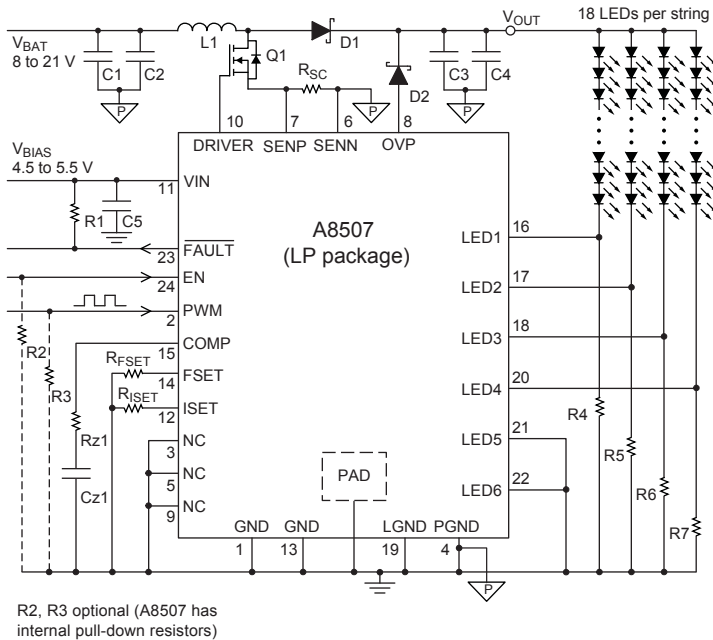 V_BAT
8 to 21 V
L1
Q1
D1
V_OUT
18 LEDs per string
C1
C2
R_SC
D2
C3
C4
P
P
P
10
7
6
8
DRIVER
SENP
SENN
OVP
V_BIAS
4.5 to 5.5 V
11
VIN
R1
C5
A8507
(LP package)
23
FAULT
24
EN
2
PWM
15
COMP
R_FSET
14
FSET
R_ISET
12
ISET
3
NC
5
NC
9
NC
R2
R3
Rz1
Cz1
PAD
LED1
16
LED2
17
LED3
18
LED4
20
LED5
21
LED6
22
R4
R5
R6
R7
GND
GND
LGND
PGND
1
13
19
4
P
R2, R3 optional (A8507 has
internal pull-down resistors)